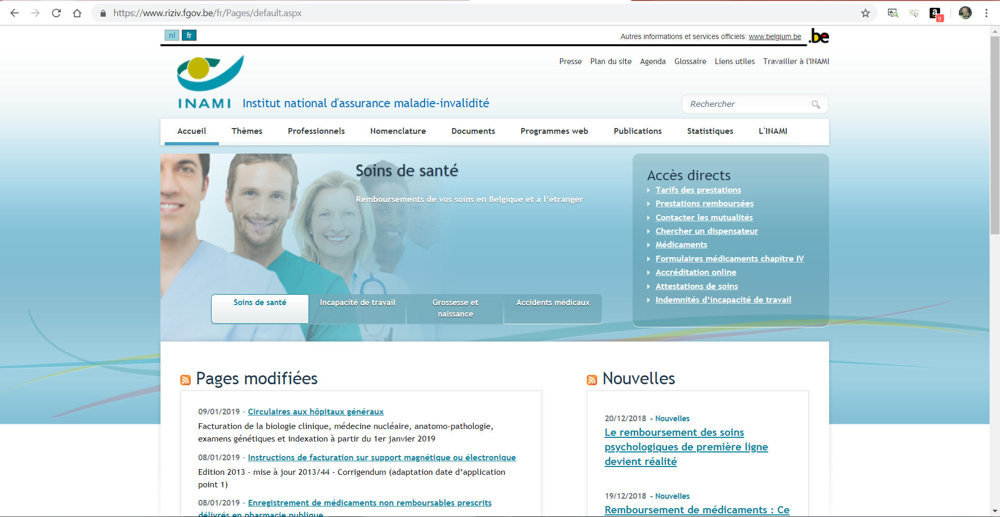 https://www.riziv.fgov.be/fr/Pages/default.aspx
9
nl fr
Autres informations et services officiels: www.belgium.be
.be
Presse Plan du site Agenda Glossaire Liens utiles Travailler à l'INAMI
INAMI Institut national d'assurance maladie-invalidité
Rechercher
Accueil Thèmes Professionnels Nomenclature Documents Programmes web Publications Statistiques L'INAMI
Soins de santé
Remboursements de vos soins en Belgique et à l’étranger
Soins de santé
Incapacité de travail
Grossesse et
naissance
Accidents médicaux
Accès directs
Tarifs des prestations
Prestations remboursées
Contacter les mutualités
Chercher un dispensateur
Médicaments
Formulaires médicaments chapitre IV
Accréditation online
Attestations de soins
Indemnités d’incapacité de travail
Pages modifiées
09/01/2019 - Circulaires aux hôpitaux généraux
Facturation de la biologie clinique, médecine nucléaire, anatomo-pathologie,
examens génétiques et indexation à partir du 1er janvier 2019
08/01/2019 - Instructions de facturation sur support magnétique ou électronique
Edition 2013 - mise à jour 2013/44 - Corrigendum (adaptation date d’application
point 1)
08/01/2019 - Enregistrement de médicaments non remboursables prescrits
délivrés en pharmacie publique
Nouvelles
20/12/2018 - Nouvelles
Le remboursement des soins
psychologiques de première ligne
devient réalité
19/12/2018 - Nouvelles
Remboursement de médicaments : Ce